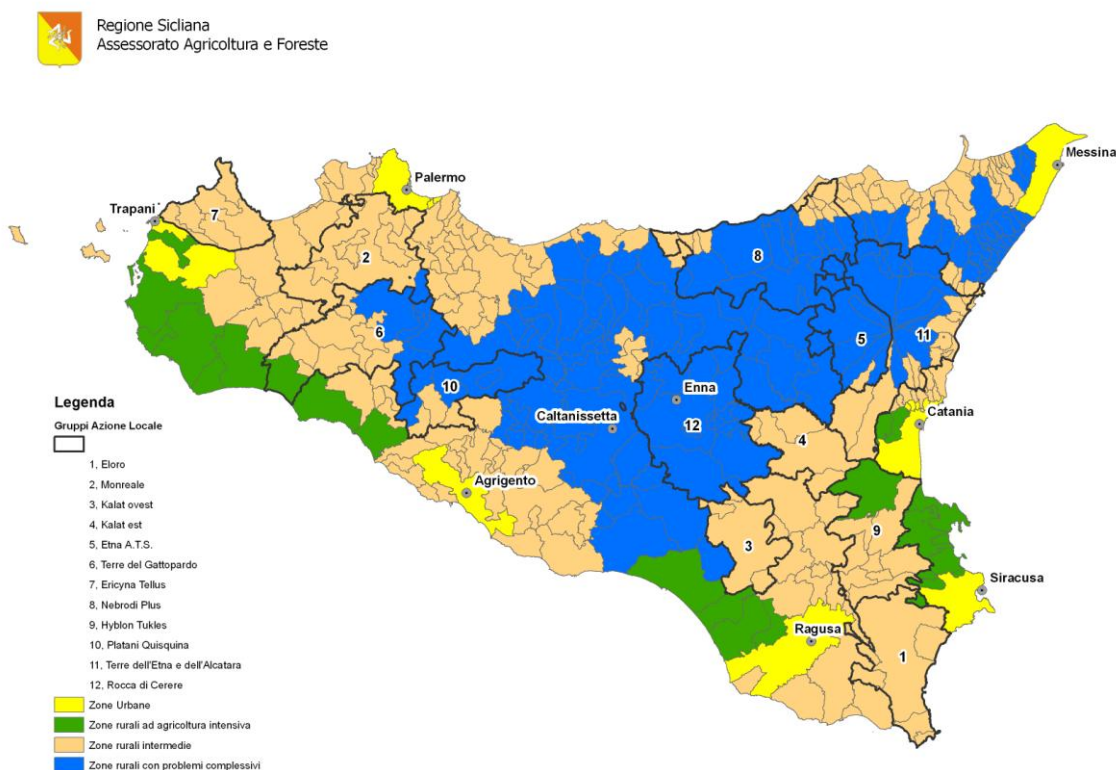 Regione Sicliana
Assessorato Agricoltura e Foreste
Messina
Palermo
Trapani
7
2
8
6
5
11
10
Enna
Caltanissetta
12
Catania
4
Agrigento
9
3
Siracusa
Ragusa
1
Legenda
Gruppi Azione Locale
1, Eloro
2, Monreale
3, Kalat ovest
4, Kalat est
5, Etna A.T.S.
6, Terre del Gattopardo
7, Ericyna Tellus
8, Nebrodi Plus
9, Hyblon Tukles
10, Platani Quisquina
11, Terre dell'Etna e dell'Alcatara
12, Rocca di Cerere
Zone Urbane
Zone rurali ad agricoltura intensiva
Zone rurali intermedie
Zone rurali con problemi complessivi